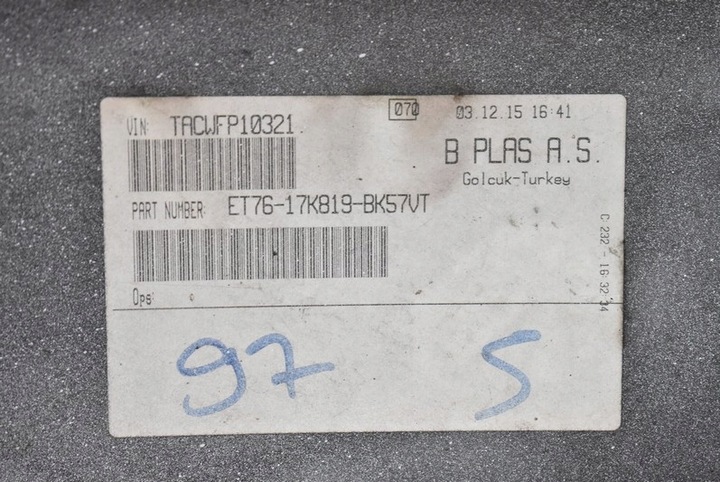 070 03.12.15 16:41
VIN: TACWFP10321
B PLAS A.S.
Golcuk-Turkey
PART NUMBER: ET76-17K819-BK57VT
C 232 - 16:32:34
Ops:
97 5